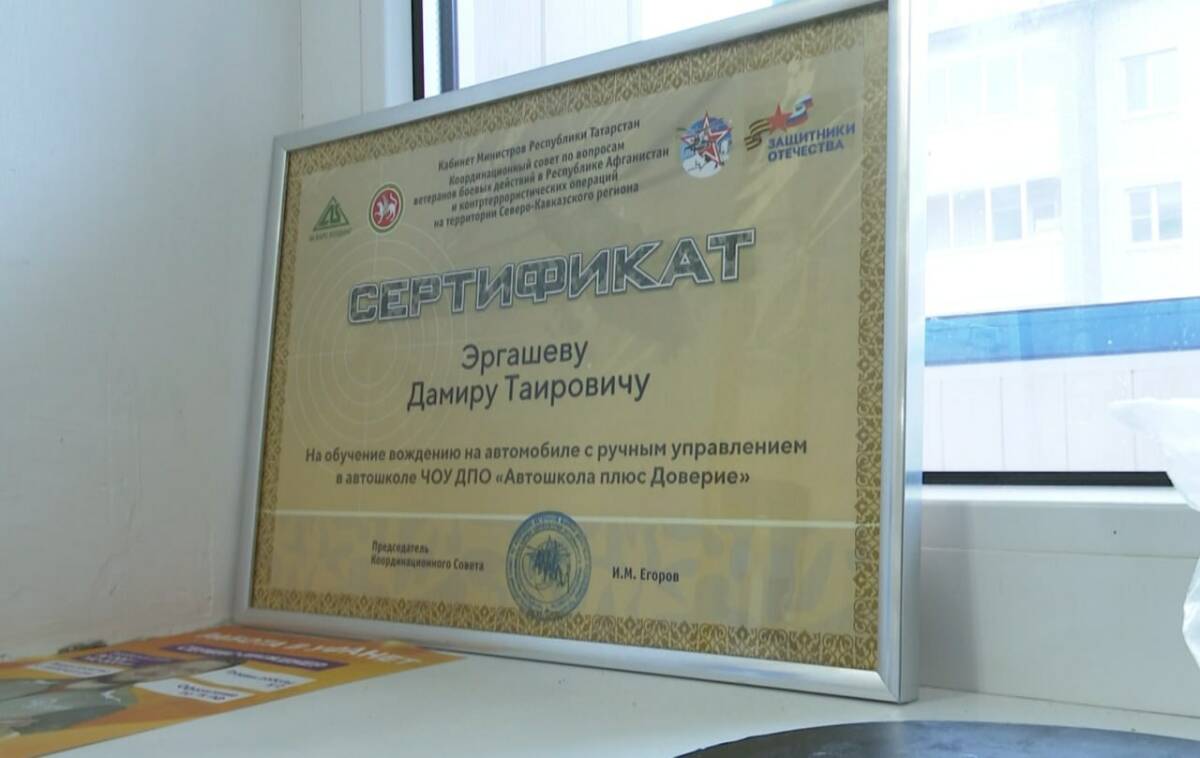 Кабинет Министров Республики Татарстан
Координационный совет по вопросам
ветеранов боевых действий в Республике Афганистан
и контртеррористических операций
на территории Северо-Кавказского региона
ЗАЩИТНИКИ
ОТЕЧЕСТВА
СЕРТИФИКАТ
Эргашеву
Дамиру Таировичу
На обучение вождению на автомобиле с ручным управлением
в автошколе ЧОУ ДПО «Автошкола плюс Доверие»
Председатель
Координационного Совета
И.М. Егоров